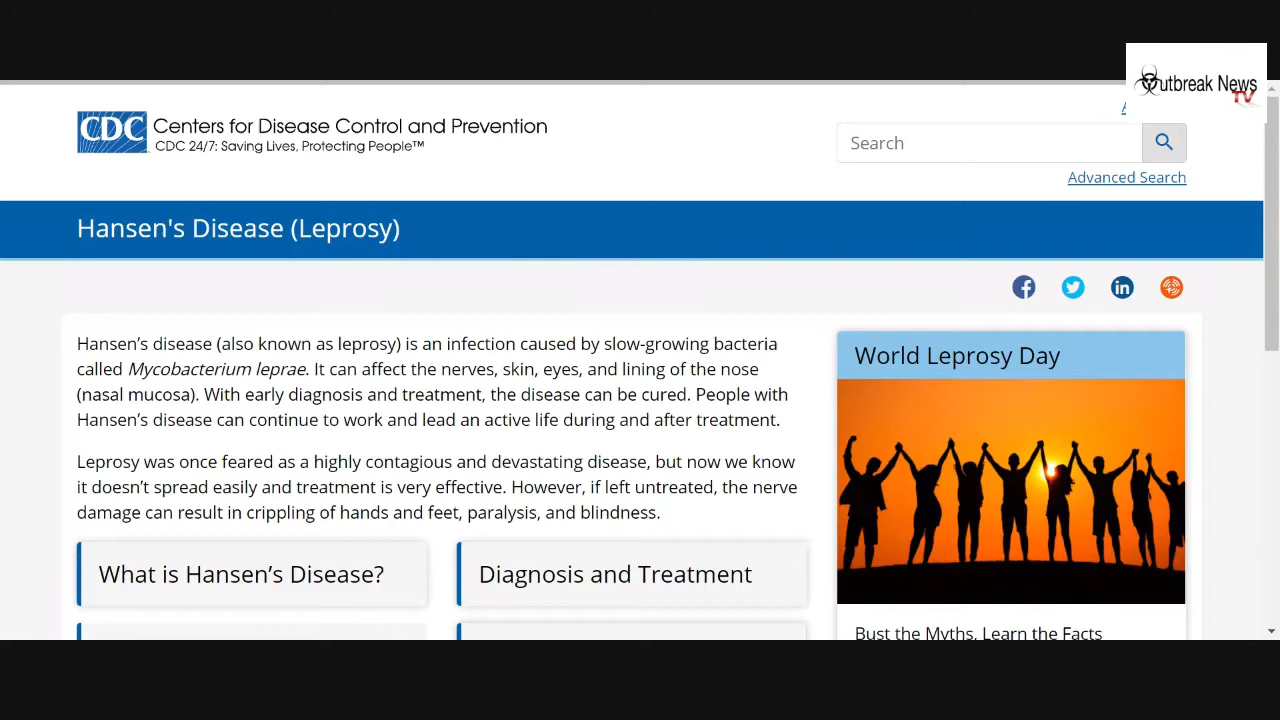 Outbreak News
TV
CDC Centers for Disease Control and Prevention
CDC 24/7: Saving Lives, Protecting People™
A
Search
Advanced Search
Hansen's Disease (Leprosy)
Hansen’s disease (also known as leprosy) is an infection caused by slow-growing bacteria
called Mycobacterium leprae. It can affect the nerves, skin, eyes, and lining of the nose
(nasal mucosa). With early diagnosis and treatment, the disease can be cured. People with
Hansen’s disease can continue to work and lead an active life during and after treatment.
Leprosy was once feared as a highly contagious and devastating disease, but now we know
it doesn’t spread easily and treatment is very effective. However, if left untreated, the nerve
damage can result in crippling of hands and feet, paralysis, and blindness.
What is Hansen’s Disease?
Diagnosis and Treatment
World Leprosy Day
Bust the Myths, Learn the Facts